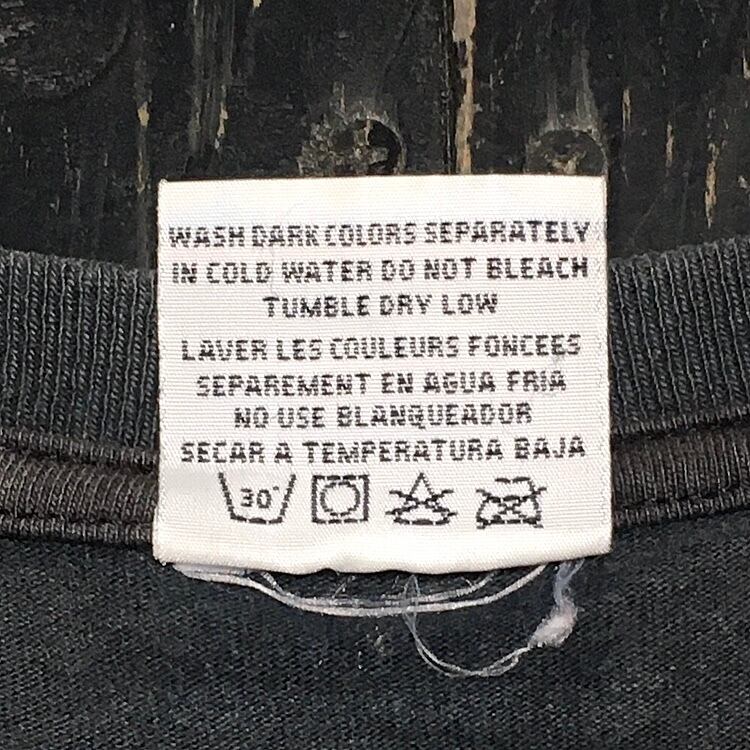 WASH DARK COLORS SEPARATELY
IN COLD WATER DO NOT BLEACH
TUMBLE DRY LOW
LAVER LES COULEURS FONCEES
SEPAREMENT EN AGUA FRIA
NO USE BLANQUEADOR
SECAR A TEMPERATURA BAJA
30°